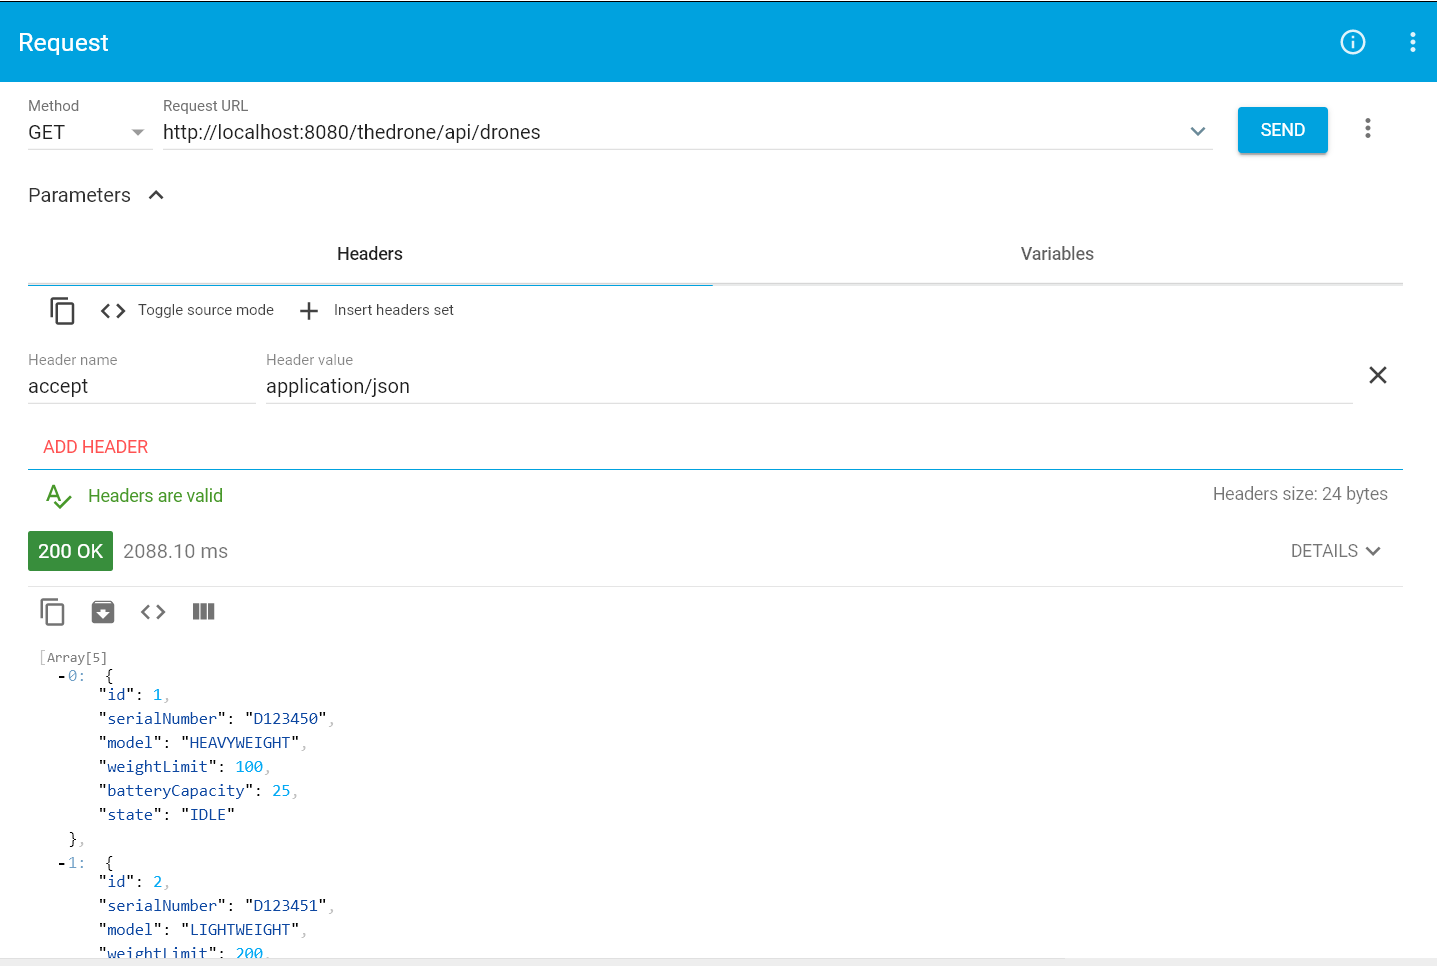 Request
Method
Request URL
GET
http://localhost:8080/thedrone/api/drones
SEND
Parameters
Headers
Variables
Toggle source mode
Insert headers set
Header name
Header value
accept
application/json
ADD HEADER
Headers are valid
Headers size: 24 bytes
200 OK
2088.10 ms
DETAILS
[Array[5]
-0: {
"id": 1,
"serialNumber": "D123450",
"model": "HEAVYWEIGHT",
"weightLimit": 100,
"batteryCapacity": 25,
"state": "IDLE"
},
-1: {
"id": 2,
"serialNumber": "D123451",
"model": "LIGHTWEIGHT",
"weightLimit": 200,